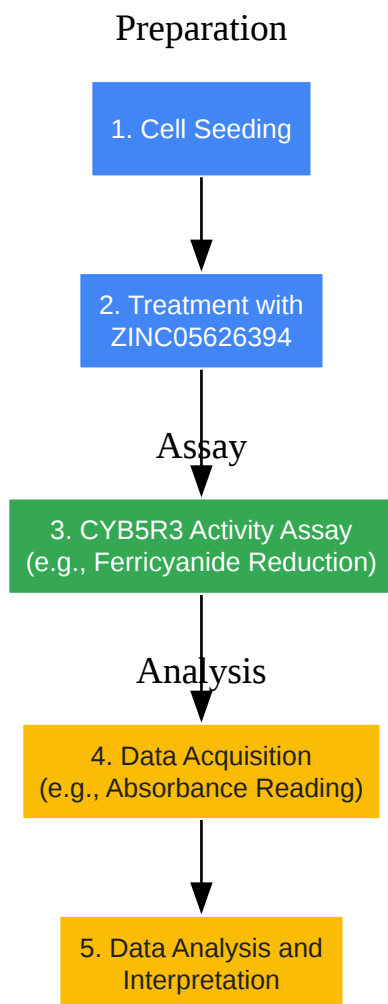 Preparation
1. Cell Seeding
2. Treatment with
ZINC05626394
Assay
3. CYB5R3 Activity Assay
(e.g., Ferricyanide Reduction)
Analysis
4. Data Acquisition
(e.g., Absorbance Reading)
5. Data Analysis and
Interpretation